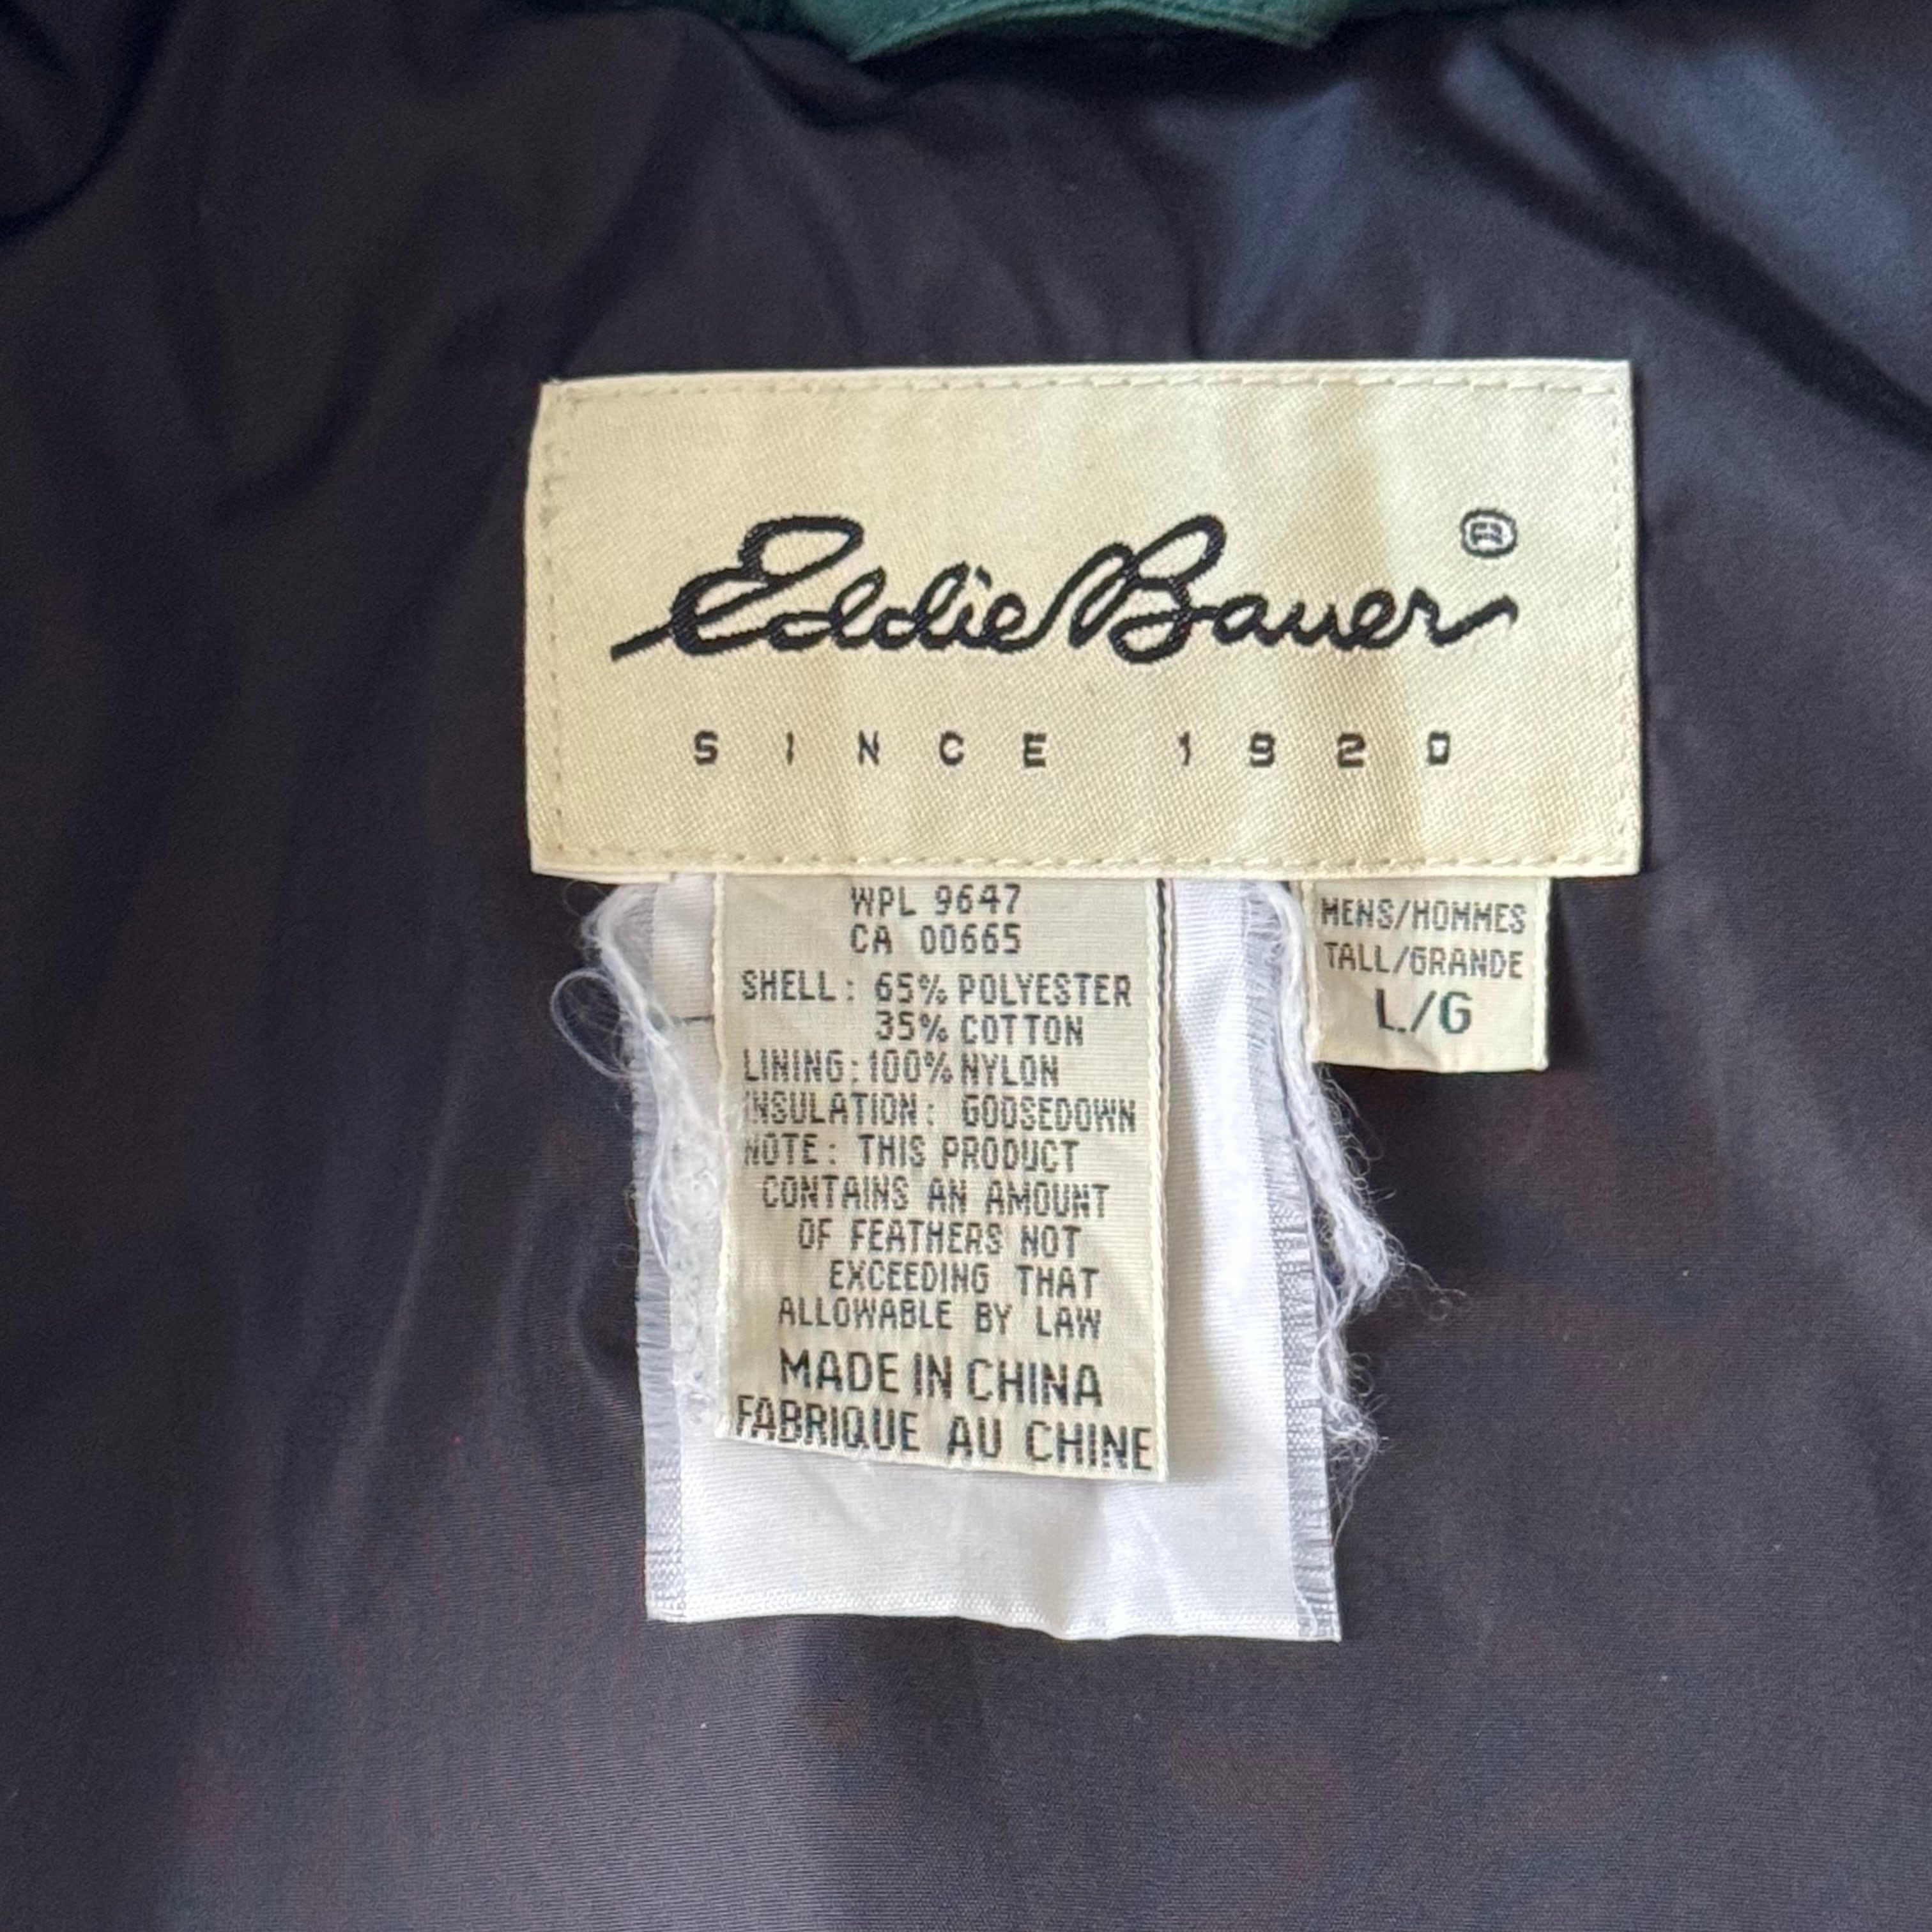 Eddie Bauer®
SINCE 1920
WPL 9647
CA 00665
SHELL: 65% POLYESTER
35% COTTON
LINING: 100% NYLON
INSULATION: GOOSEDOWN
NOTE: THIS PRODUCT
CONTAINS AN AMOUNT
OF FEATHERS NOT
EXCEEDING THAT
ALLOWABLE BY LAW
MADE IN CHINA
FABRIQUE AU CHINE
MENS/HOMMES
TALL/GRANDE
L/G